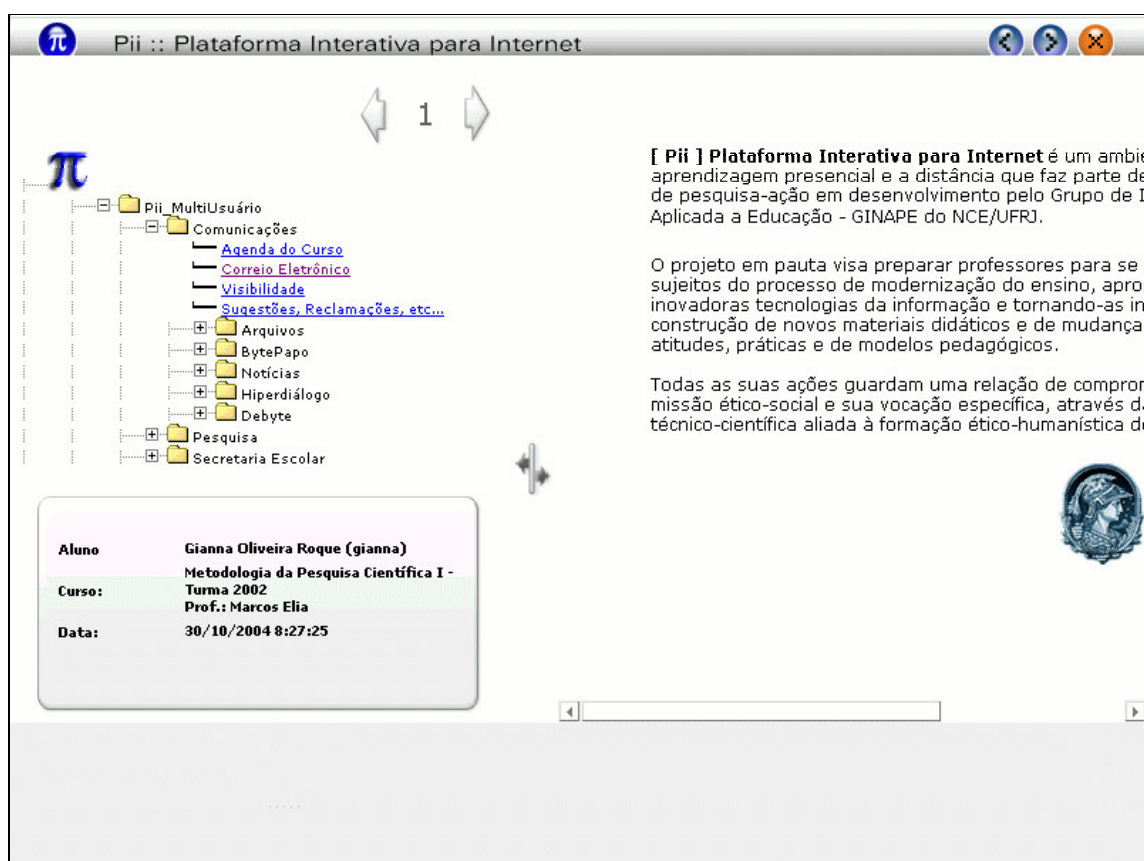 Pii :: Plataforma Interativa para Internet
1
π
Pii_MultiUsuário
Comunicações
Agenda do Curso
Correio Eletrônico
Visibilidade
Sugestões, Reclamações, etc...
Arquivos
BytePapo
Notícias
Hiperdiálogo
Debyte
Pesquisa
Secretaria Escolar
Aluno Gianna Oliveira Roque (gianna)
Curso: Metodologia da Pesquisa Científica I -
Turma 2002
Prof.: Marcos Elia
Data: 30/10/2004 8:27:25
[ Pii ] Plataforma Interativa para Internet é um ambie
aprendizagem presencial e a distância que faz parte de
de pesquisa-ação em desenvolvimento pelo Grupo de I
Aplicada a Educação - GINAPE do NCE/UFRJ.
O projeto em pauta visa preparar professores para se
sujeitos do processo de modernização do ensino, apro
inovadoras tecnologias da informação e tornando-as in
construção de novos materiais didáticos e de mudança
atitudes, práticas e de modelos pedagógicos.
Todas as suas ações guardam uma relação de compror
missão ético-social e sua vocação específica, através da
técnico-científica aliada à formação ético-humanística de